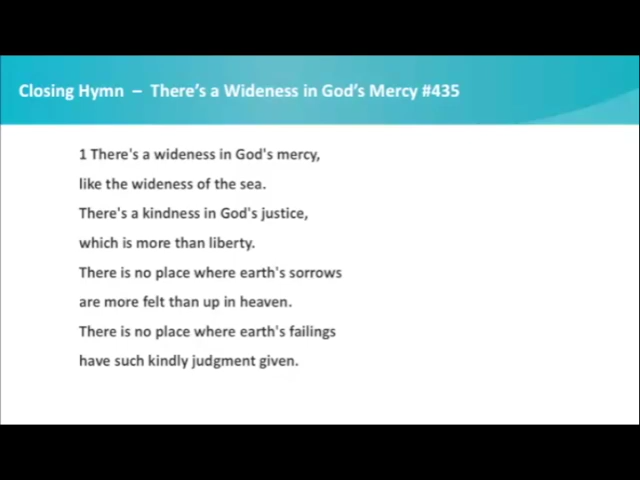 Closing Hymn – There’s a Wideness in God’s Mercy #435
1 There's a wideness in God's mercy,
like the wideness of the sea.
There's a kindness in God's justice,
which is more than liberty.
There is no place where earth's sorrows
are more felt than up in heaven.
There is no place where earth's failings
have such kindly judgment given.